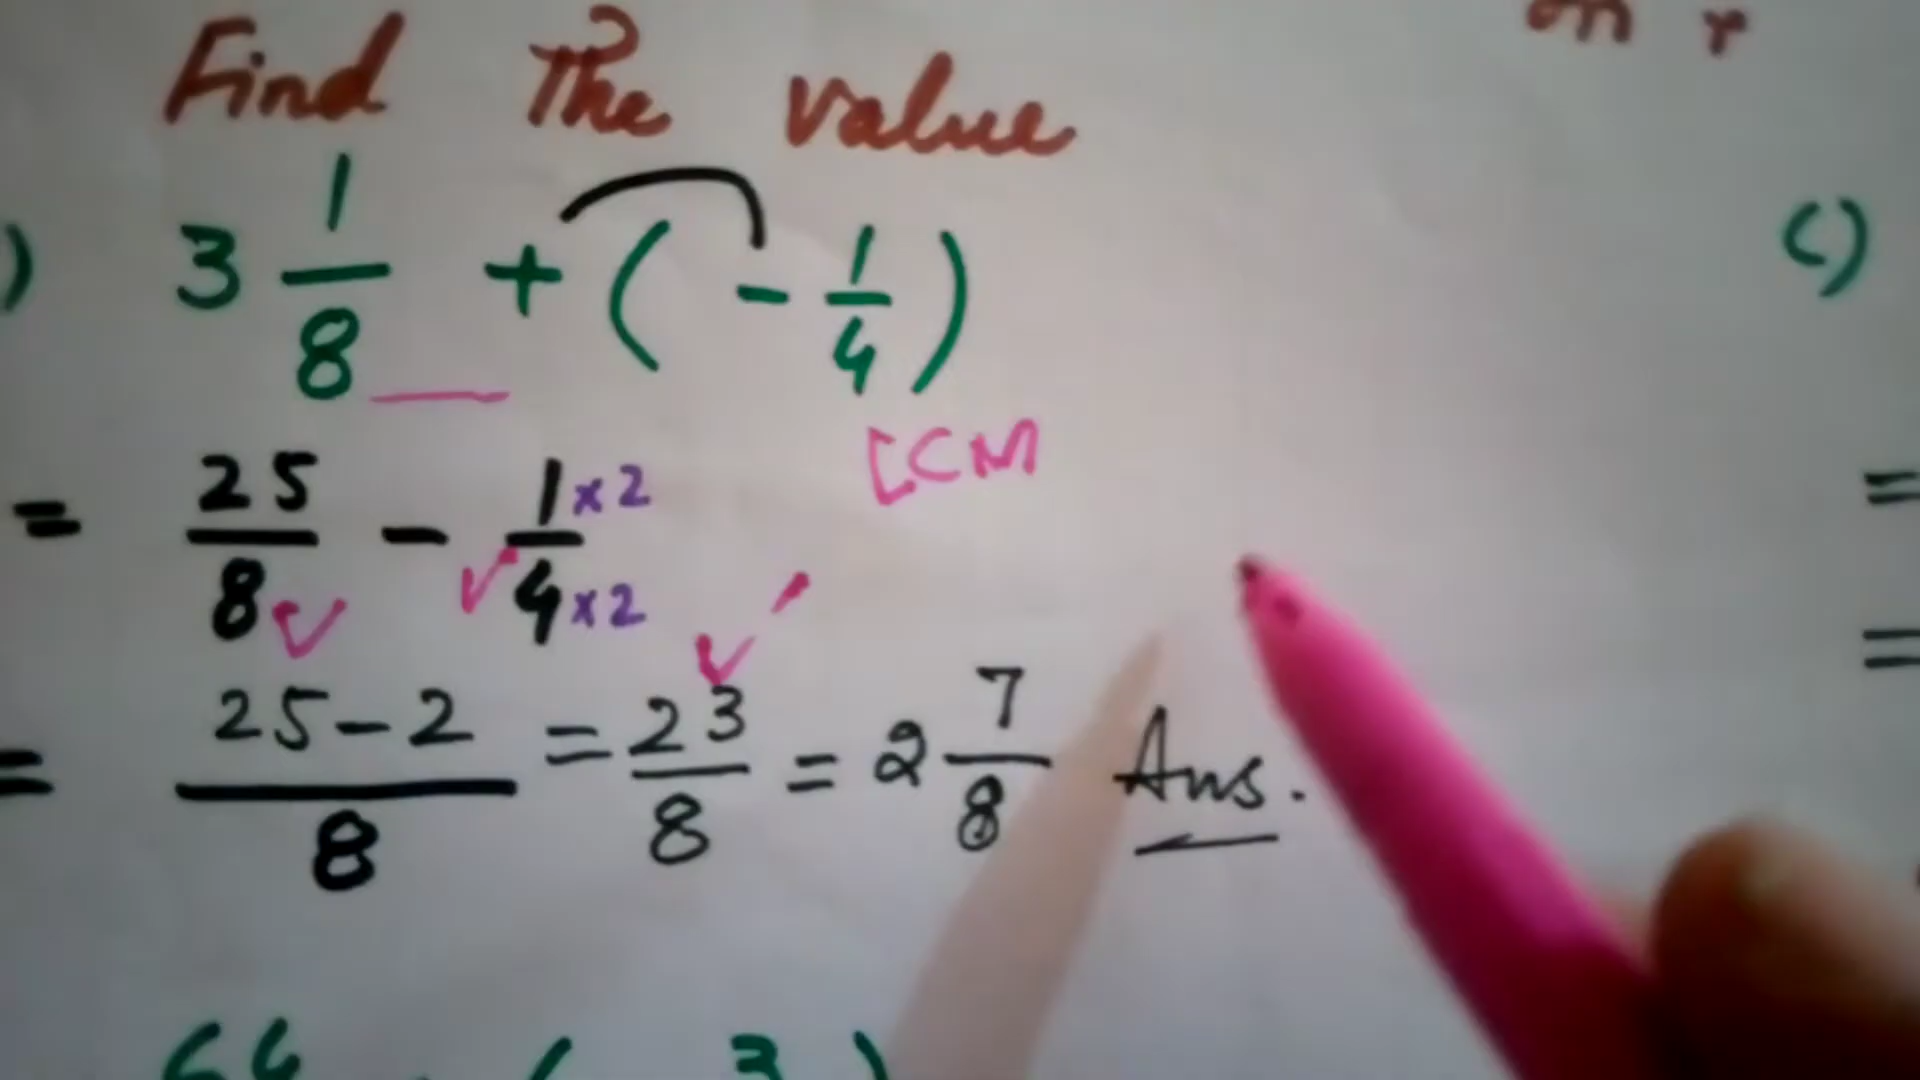 on r
Find The value
) 3 1/8 + ( - 1/4 )
LCM
= 25/8 - 1×2/4×2
= 25-2/8 = 23/8 = 2 7/8 Ans.
C)
=
=